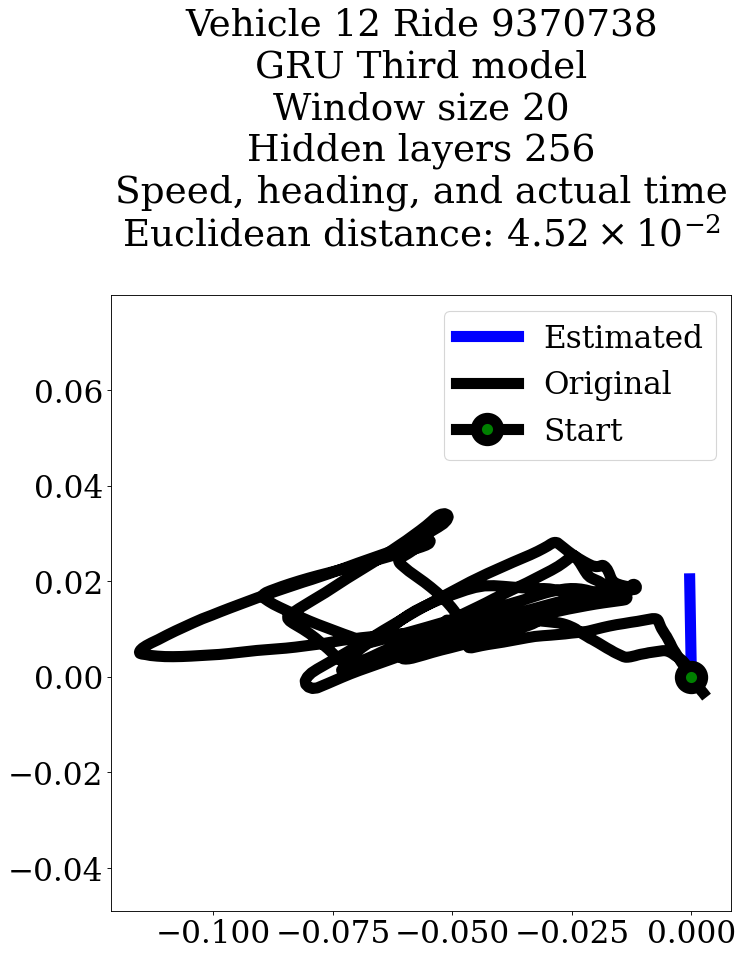 Vehicle 12 Ride 9370738
GRU Third model
Window size 20
Hidden layers 256
Speed, heading, and actual time
Euclidean distance: 4.52 × 10⁻²
Estimated
Original
Start
0.06
0.04
0.02
0.00
−0.02
−0.04
−0.100 −0.075 −0.050 −0.025 0.000